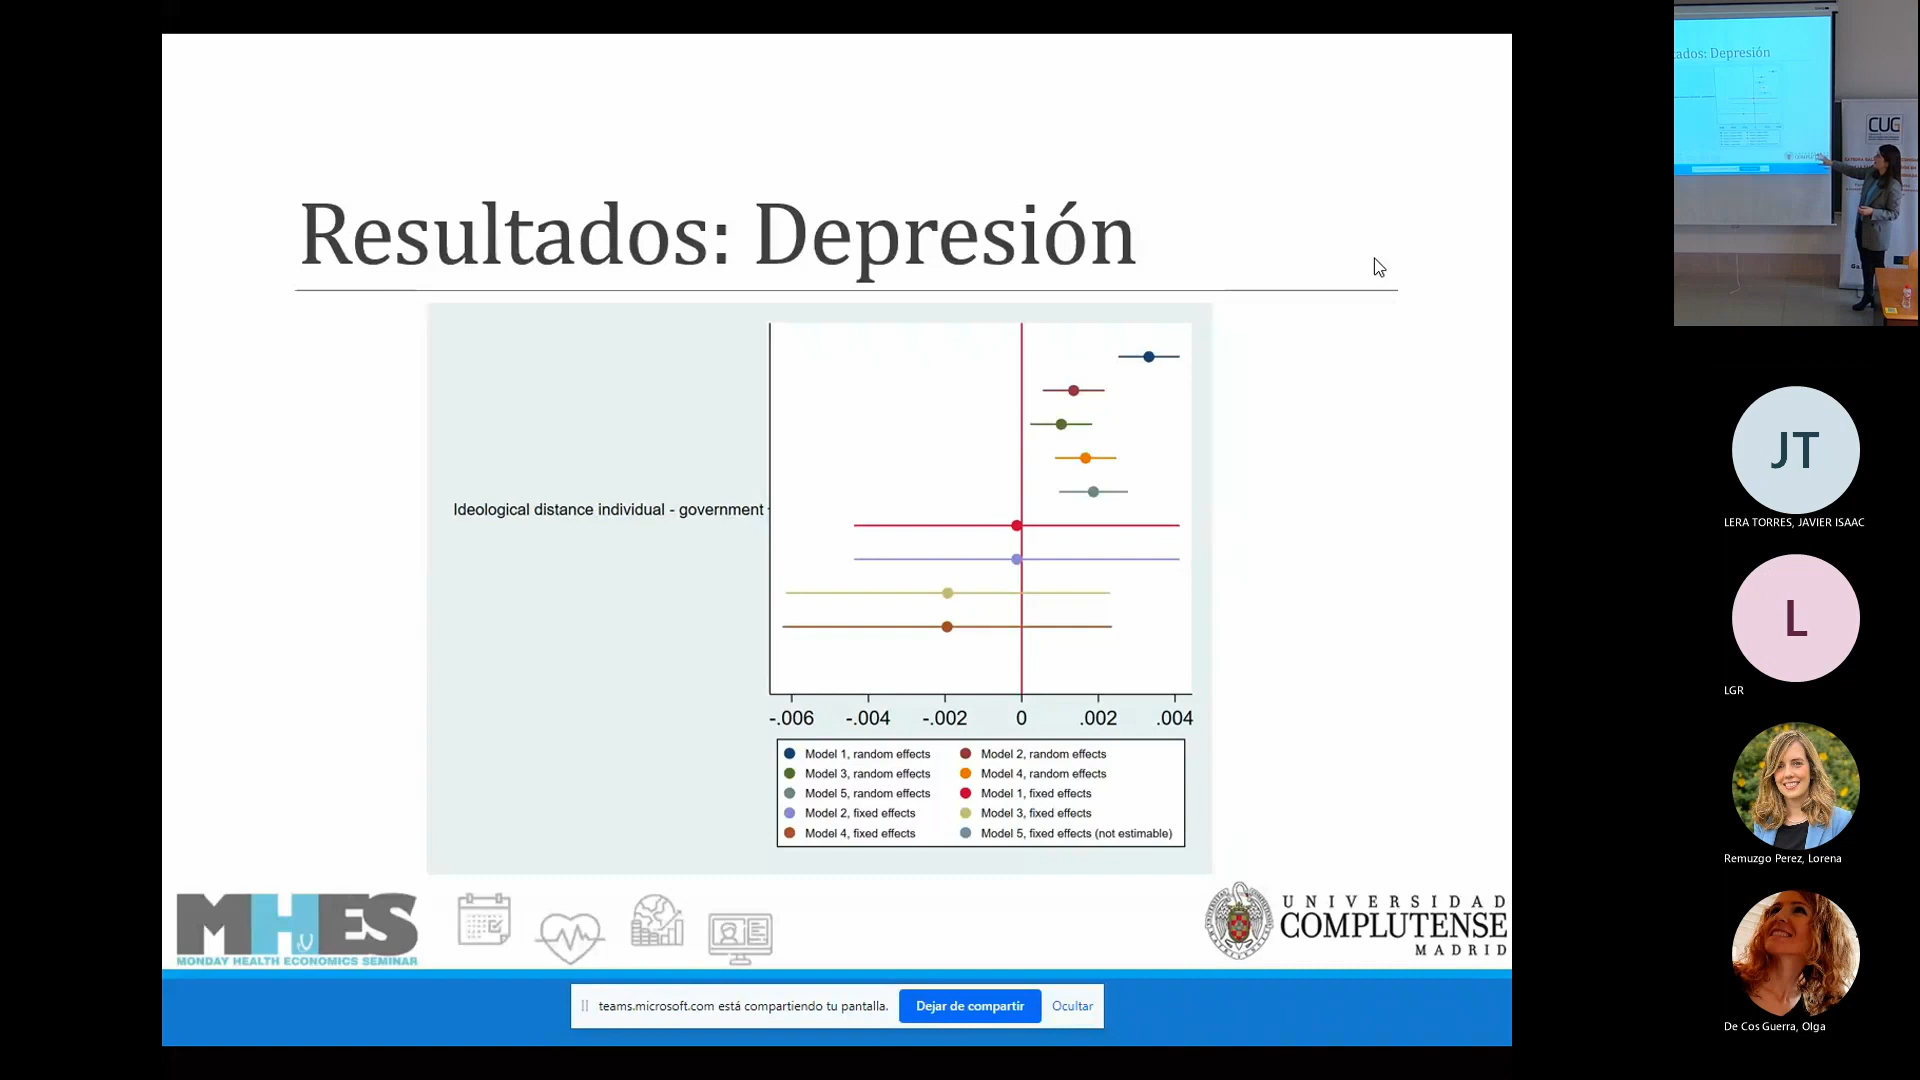 Resultados: Depresión
Ideological distance individual - government
-.006 -.004 -.002 0 .002 .004
Model 1, random effects
Model 2, random effects
Model 3, random effects
Model 4, random effects
Model 5, random effects
Model 1, fixed effects
Model 2, fixed effects
Model 3, fixed effects
Model 4, fixed effects
Model 5, fixed effects (not estimable)
MHES
MONDAY HEALTH ECONOMICS SEMINAR
UNIVERSIDAD
COMPLUTENSE
MADRID
teams.microsoft.com está compartiendo tu pantalla.
Dejar de compartir
Ocultar
ados: Depresión
CUG
COMPLUTENSE
JT
LERA TORRES, JAVIER ISAAC
L
LGR
Remuzgo Perez, Lorena
De Cos Guerra, Olga